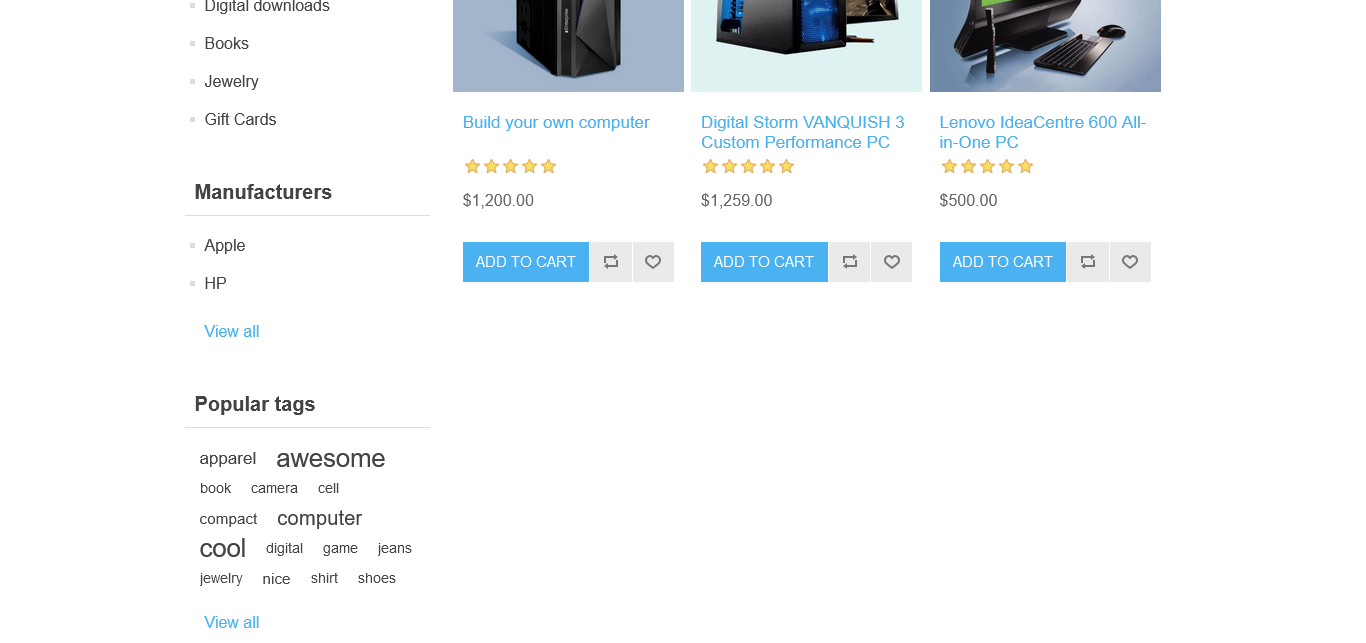 Digital downloads
Books
Jewelry
Gift Cards
Manufacturers
Apple
HP
View all
Popular tags
apparel awesome
book camera cell
compact computer
cool digital game jeans
jewelry nice shirt shoes
View all
Build your own computer
$1,200.00
ADD TO CART
Digital Storm VANQUISH 3
Custom Performance PC
$1,259.00
ADD TO CART
Lenovo IdeaCentre 600 All-
in-One PC
$500.00
ADD TO CART